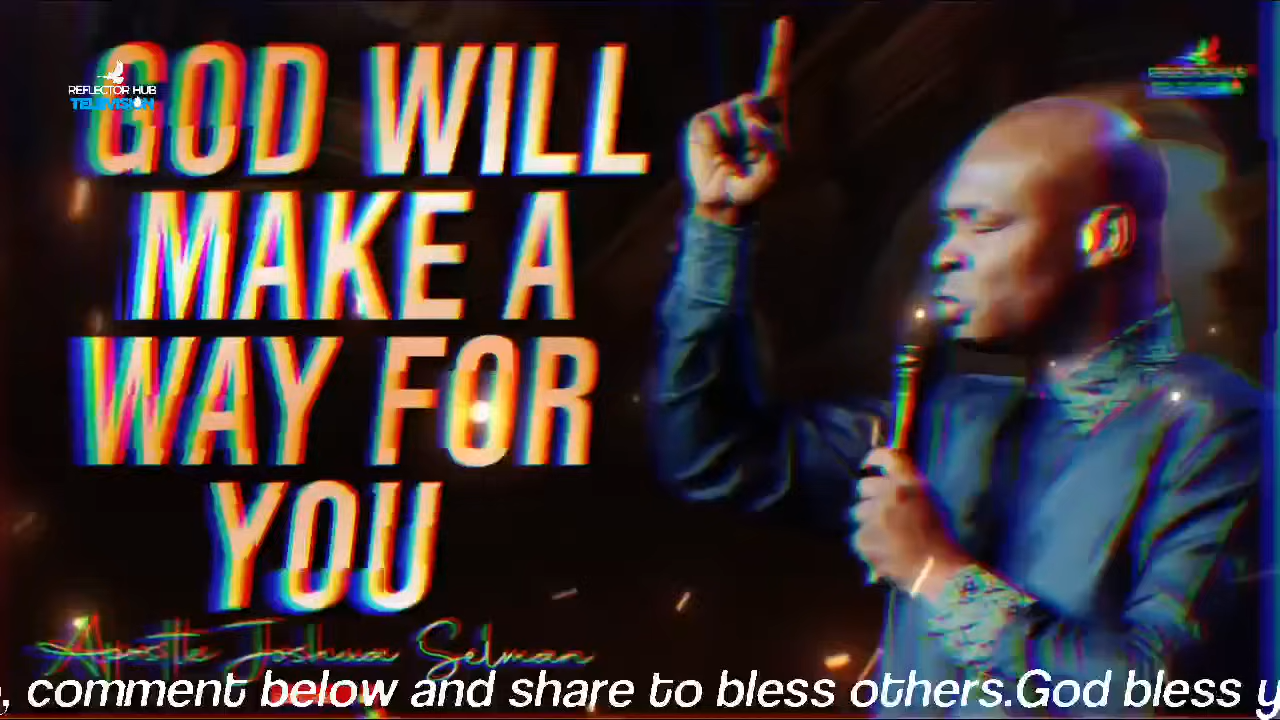 REFLECTOR HUB
TELEVISION
GOD WILL
MAKE A
WAY FOR
YOU
Apostle Joshua Selman
, comment below and share to bless others.God bless y